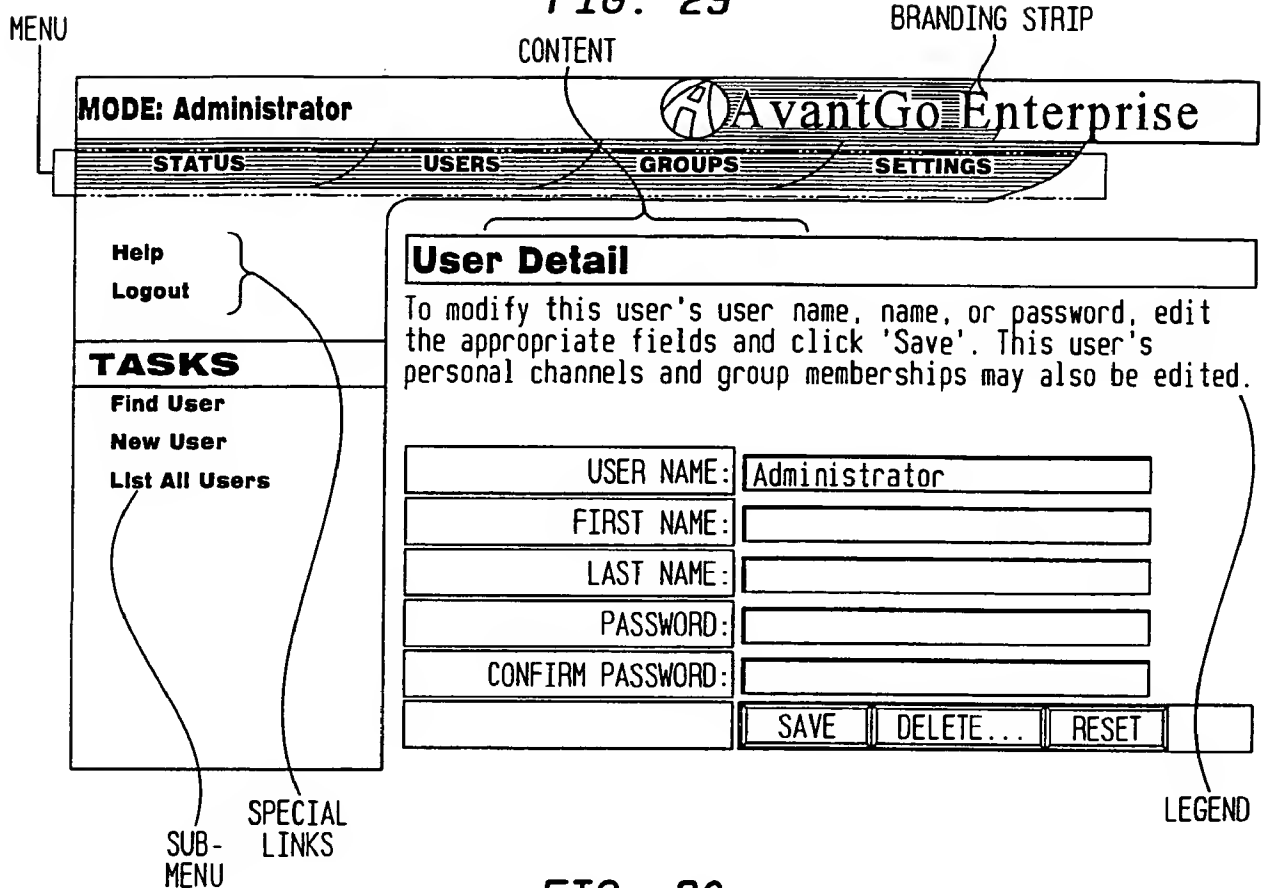 FIG. 29
MENU
CONTENT
BRANDING STRIP
MODE: Administrator
AvantGo Enterprise
STATUS
USERS
GROUPS
SETTINGS
Help
Logout
User Detail
To modify this user's user name, name, or password, edit
the appropriate fields and click 'Save'. This user's
personal channels and group memberships may also be edited.
TASKS
Find User
New User
List All Users
USER NAME: Administrator
FIRST NAME:
LAST NAME:
PASSWORD:
CONFIRM PASSWORD:
SAVE
DELETE...
RESET
SPECIAL
LINKS
SUB-
MENU
LEGEND